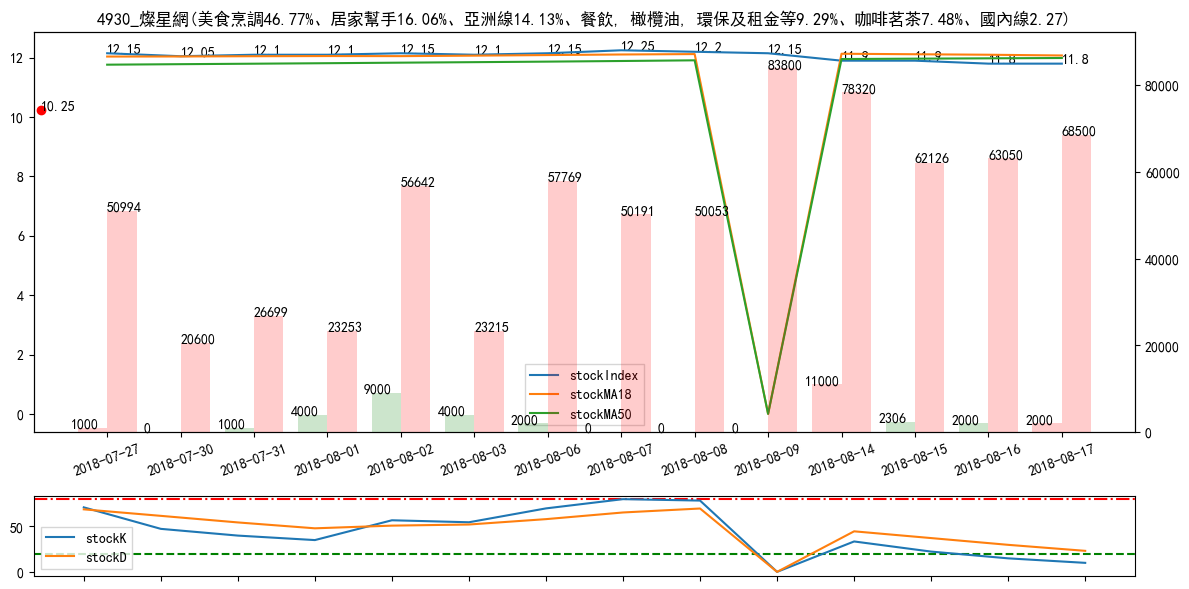 4930_燦星網(美食烹調46.77%、居家幫手16.06%、亞洲線14.13%、餐飲, 橄欖油, 環保及租金等9.29%、咖啡茗茶7.48%、國內線2.27)
12.15 12.05 12.1 12.1 12.15 12.1 12.15 12.25 12.2 12.15 11.9 11.9 11.8 11.8
10.25
12
10
8
6
4
2
0
80000
60000
40000
20000
0
50994 20600 26699 23253 56642 23215 57769 50191 50053 83800 78320 62126 63050 68500
1000 0 1000 4000 9000 4000 2000 0 0 0 11000 2306 2000 2000
stockIndex
stockMA18
stockMA50
2018-07-27 2018-07-30 2018-07-31 2018-08-01 2018-08-02 2018-08-03 2018-08-06 2018-08-07 2018-08-08 2018-08-09 2018-08-14 2018-08-15 2018-08-16 2018-08-17
50
0
stockK
stockD